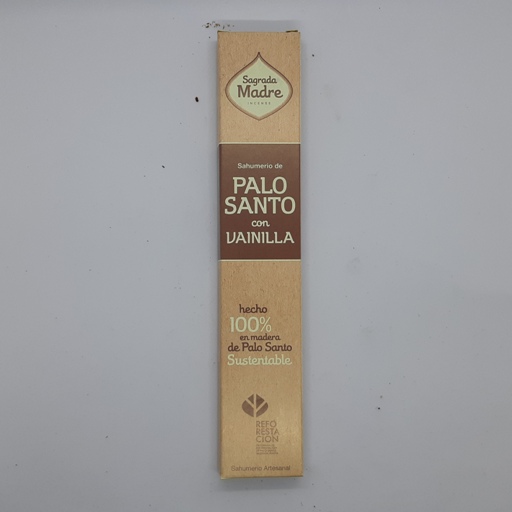 Sagrada
Madre
INCENSE
Sahumerio de
PALO
SANTO
con
VAINILLA
hecho
100%
en madera
de Palo Santo
Sustentable
REFO
RESTA
CION
Sahumerio Artesanal